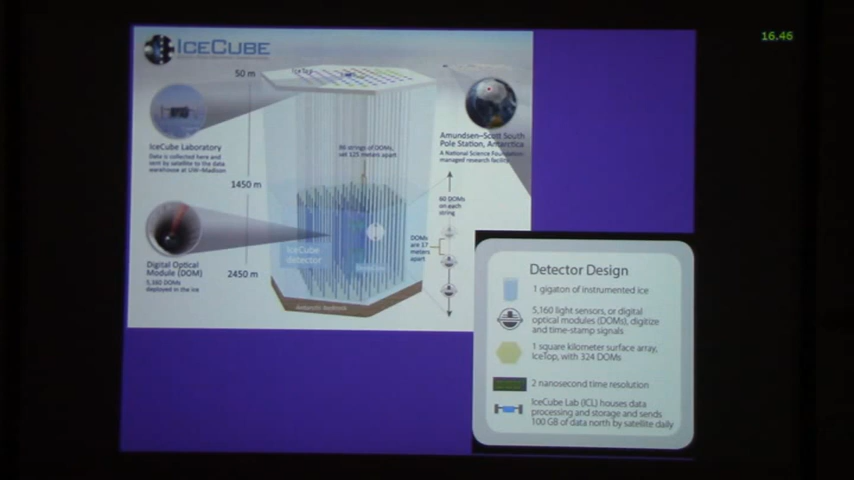 16.46
ICECUBE
50 m
IceTop
IceCube Laboratory
Data is collected here and
sent by satellite to the data
warehouse at UW–Madison
86 strings of DOMs,
set 125 meters apart
Amundsen–Scott South
Pole Station, Antarctica
A National Science Foundation-
managed research facility
1450 m
60 DOMs
on each
string
DOMs
are 17
meters
apart
IceCube
detector
Digital Optical
Module (DOM)
5,160 DOMs
deployed in the ice
2450 m
Antarctic bedrock
Detector Design
1 gigaton of instrumented ice
5,160 light sensors, or digital
optical modules (DOMs), digitize
and time-stamp signals
1 square kilometer surface array,
IceTop, with 324 DOMs
2 nanosecond time resolution
IceCube Lab (ICL) houses data
processing and storage and sends
100 GB of data north by satellite daily